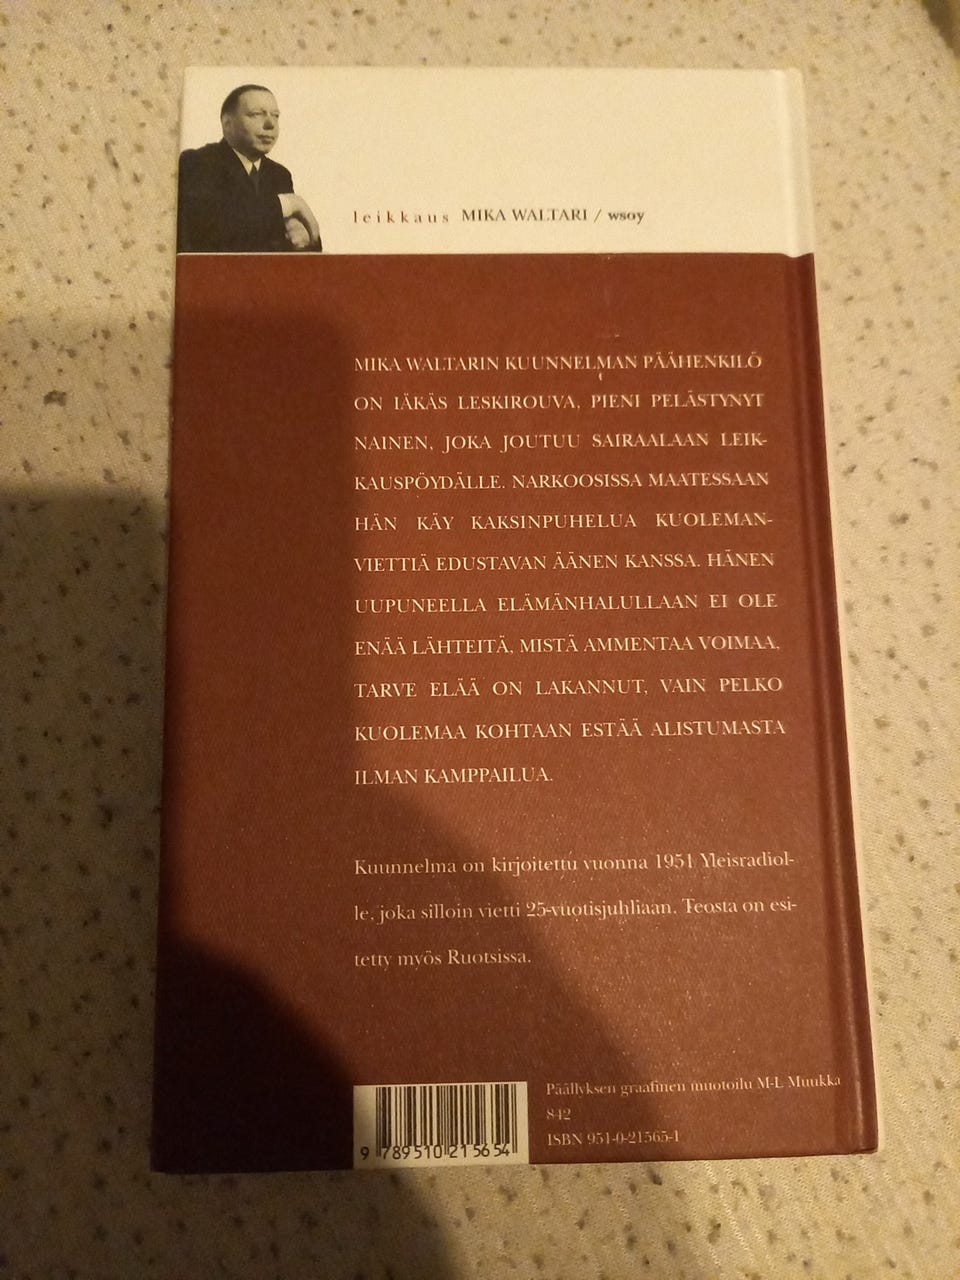 leikkaus MIKA WALTARI / wsoy
MIKA WALTARIN KUUNNELMAN PÄÄHENKILÖ
ON IÄKÄS LESKIROUVA, PIENI PELÄSTYNYT
NAINEN, JOKA JOUTUU SAIRAALAAN LEIK-
KAUSPÖYDÄLLE. NARKOOSISSA MAATESSAAN
HÄN KÄY KAKSINPUHELUA KUOLEMAN-
VIETTIÄ EDUSTAVAN ÄÄNEN KANSSA. HÄNEN
UUPUNEELLA ELÄMÄNHALULLAAN EI OLE
ENÄÄ LÄHTEITÄ, MISTÄ AMMENTAA VOIMAA,
TARVE ELÄÄ ON LAKANNUT, VAIN PELKO
KUOLEMAA KOHTAAN ESTÄÄ ALISTUMASTA
ILMAN KAMPPAILUA.
Kuunnelma on kirjoitettu vuonna 1951 Yleisradiol-
le, joka silloin vietti 25-vuotisjuhliaan. Teosta on esi-
tetty myös Ruotsissa.
Päällyksen graafinen muotoilu M-L Muukka
842
ISBN 951-0-21565-1
9 789510 215654